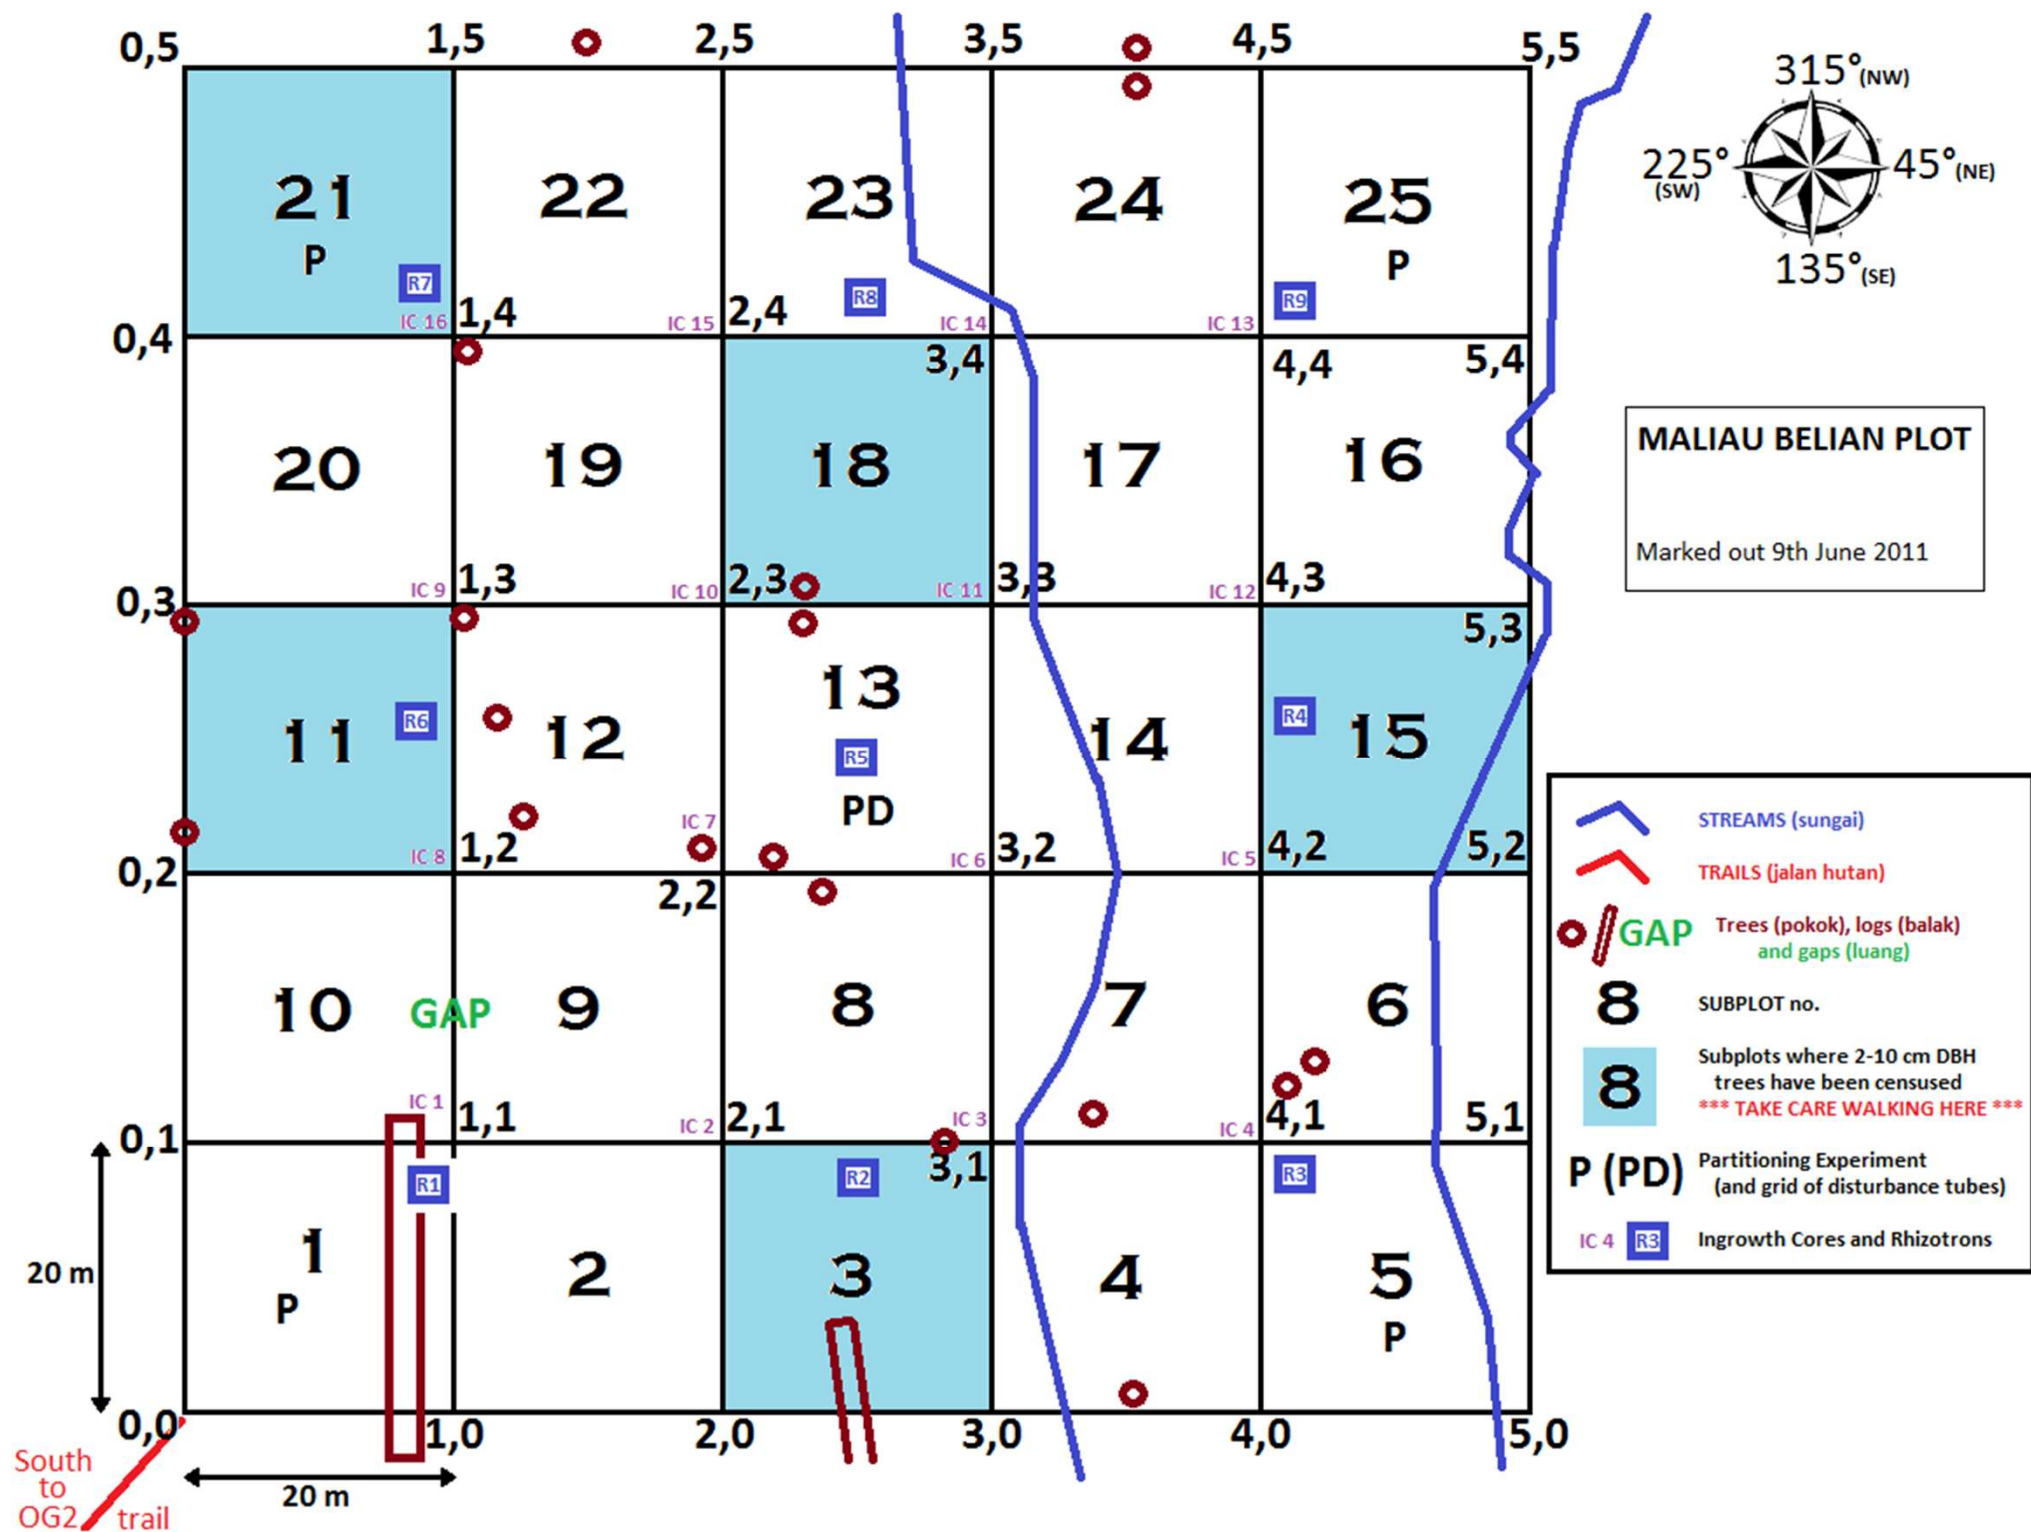 0,5
1,5
2,5
3,5
4,5
5,5
315°(NW)
225°
(SW)
45°(NE)
135°(SE)
21
P
R7
IC 16
22
IC 15
23
R8
IC 14
24
IC 13
25
P
R9
0,4
1,4
2,4
3,4
4,4
5,4
MALIAU BELIAN PLOT
Marked out 9th June 2011
20
IC 9
19
IC 10
18
IC 11
17
IC 12
16
0,3
1,3
2,3
3,3
4,3
5,3
11
R6
IC 8
12
IC 7
13
R5
PD
IC 6
14
IC 5
R4
15
0,2
1,2
2,2
3,2
4,2
5,2
10
GAP
9
8
7
6
IC 1
IC 2
IC 3
IC 4
0,1
1,1
2,1
3,1
4,1
5,1
R1
R2
R3
1
P
2
3
4
5
P
20 m
0,0
1,0
2,0
3,0
4,0
5,0
20 m
South
to
OG2 trail
STREAMS (sungai)
TRAILS (jalan hutan)
GAP Trees (pokok), logs (balak)
and gaps (luang)
8 SUBPLOT no.
8 Subplots where 2-10 cm DBH
trees have been censused
*** TAKE CARE WALKING HERE ***
P (PD) Partitioning Experiment
(and grid of disturbance tubes)
IC 4 R3 Ingrowth Cores and Rhizotrons